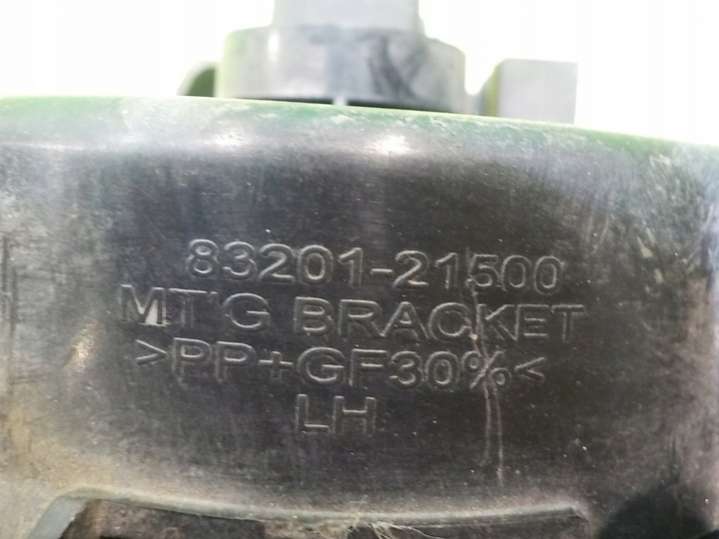 83201-21500
MT'G BRACKET
>PP+GF30%<
LH